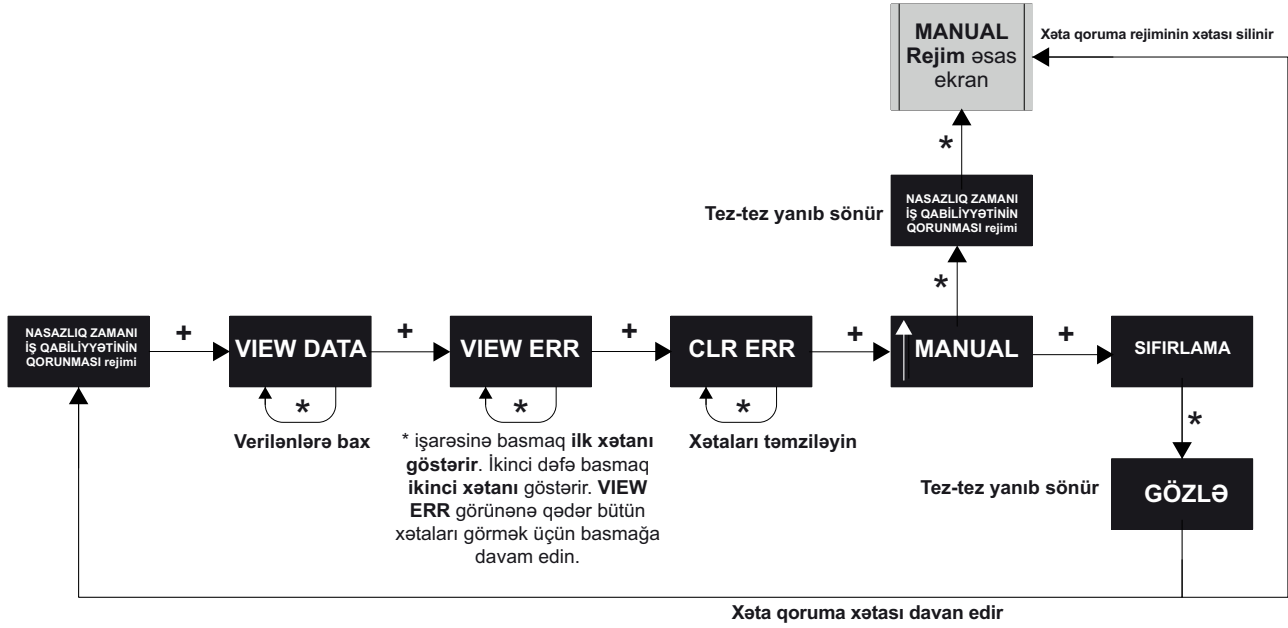 MANUAL
Rejim əsas
ekran
Xəta qoruma rejiminin xətası silinir
*
Tez-tez yanıb sönür
NASAZLIQ ZAMANI
İŞ QABİLİYYƏTİNİN
QORUNMASI rejimi
*
NASAZLIQ ZAMANI
İŞ QABİLİYYƏTİNİN
QORUNMASI rejimi
+
VIEW DATA
+
VIEW ERR
+
CLR ERR
+
MANUAL
+
SIFIRLAMA
*
*
*
*
Verilənlərə bax
* işarəsinə basmaq ilk xətanı
göstərir. İkinci dəfə basmaq
ikinci xətanı göstərir. VIEW
ERR görünənə qədər bütün
xətaları görmək üçün basmağa
davam edin.
Xətaları təmziləyin
Tez-tez yanıb sönür
GÖZLƏ
Xəta qoruma xətası davan edir